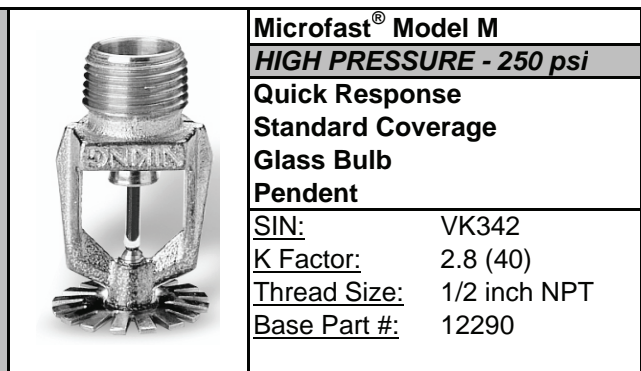 VIKING
Microfast® Model M
HIGH PRESSURE - 250 psi
Quick Response
Standard Coverage
Glass Bulb
Pendent
SIN: VK342
K Factor: 2.8 (40)
Thread Size: 1/2 inch NPT
Base Part #: 12290